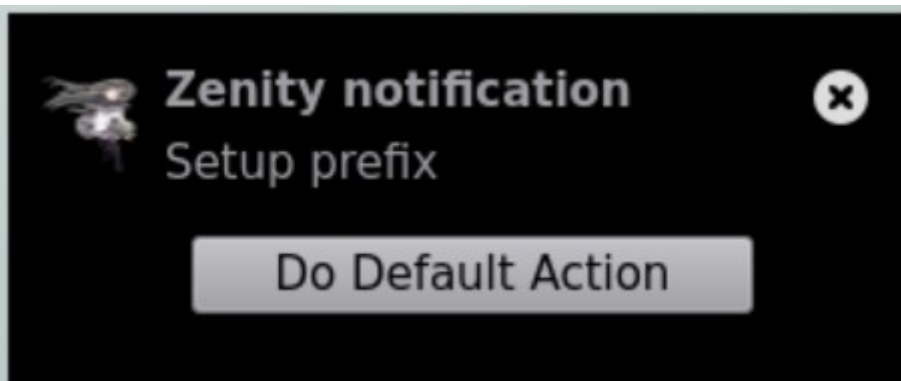 Zenity notification
Setup prefix
Do Default Action